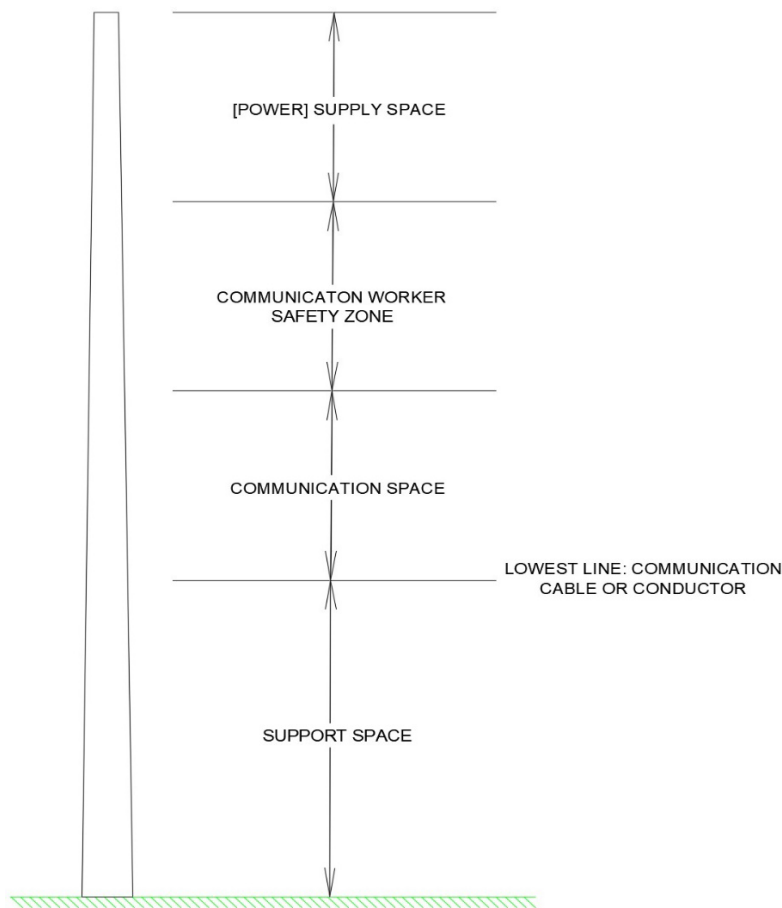 [POWER] SUPPLY SPACE
COMMUNICATON WORKER
SAFETY ZONE
COMMUNICATION SPACE
LOWEST LINE: COMMUNICATION
CABLE OR CONDUCTOR
SUPPORT SPACE